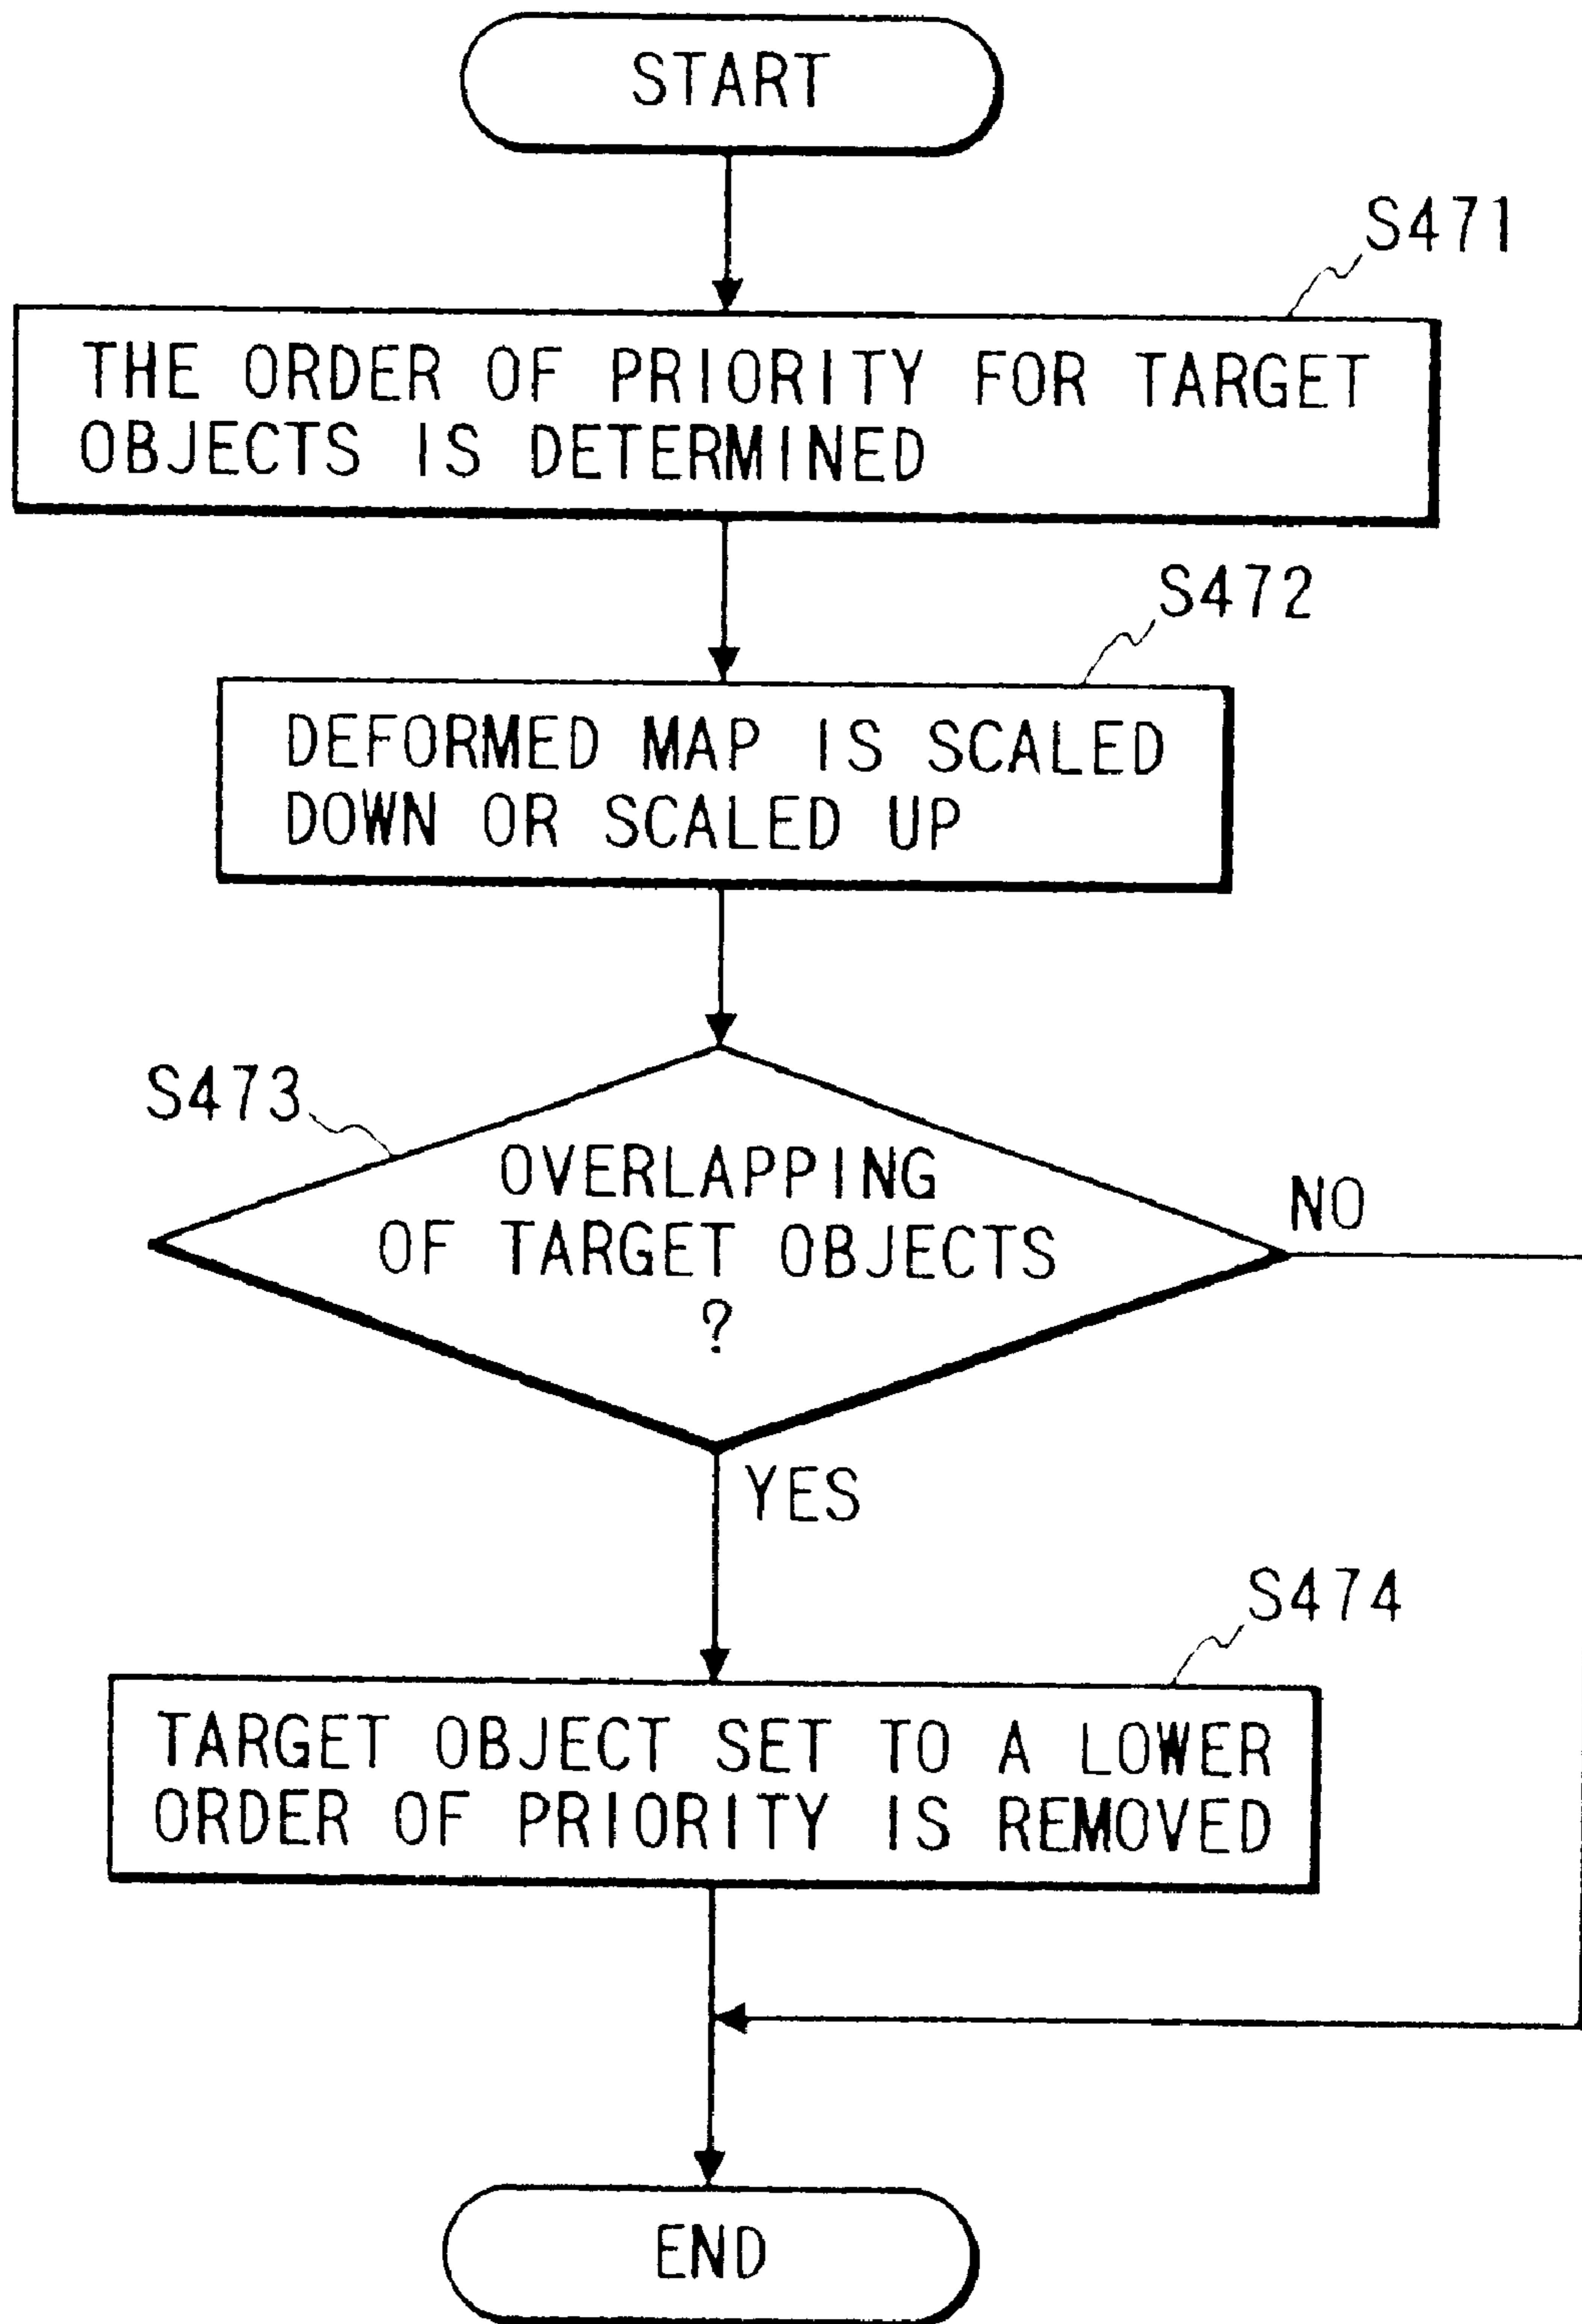 START
S471
THE ORDER OF PRIORITY FOR TARGET
OBJECTS IS DETERMINED
S472
DEFORMED MAP IS SCALED
DOWN OR SCALED UP
S473
OVERLAPPING
OF TARGET OBJECTS
?
NO
YES
S474
TARGET OBJECT SET TO A LOWER
ORDER OF PRIORITY IS REMOVED
END